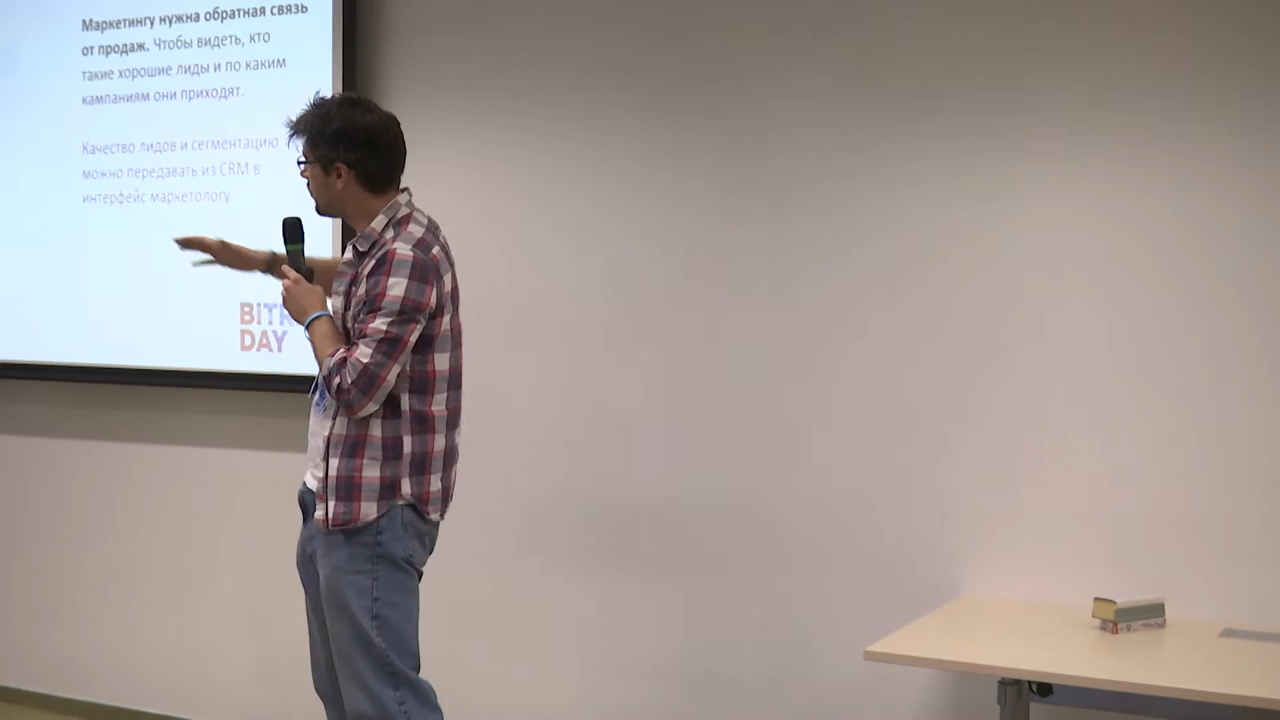 Маркетингу нужна обратная связь
от продаж. Чтобы видеть, кто
такие хорошие лиды и по каким
кампаниям они приходят.
Качество лидов и сегментацию
можно передавать из CRM в
интерфейс маркетологу
DAY